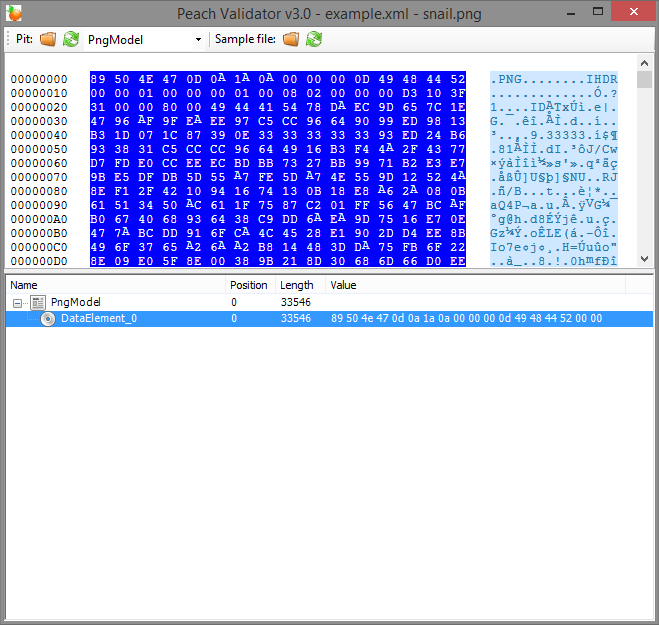 Peach Validator v3.0 - example.xml - snail.png
Pit: PngModel Sample file:
00000000 89 50 4E 47 0D 0A 1A 0A 00 00 00 0D 49 48 44 52 .PNG........IHDR
00000010 00 00 01 00 00 00 01 00 08 02 00 00 00 D3 10 3F .............Ó.?
00000020 31 00 00 80 00 49 44 41 54 78 DA EC 9D 65 7C 1E 1....IDATxÚì.e|.
00000030 47 96 AF 9F EA EE 97 C5 CC 96 64 90 99 ED 98 13 G.¯.êî.ÅÌ.d..í..
00000040 B3 1D 07 1C 87 39 0E 33 33 33 33 33 93 ED 24 B6 ³....9.33333.í$¶
00000050 93 38 31 C5 CC CC 96 64 49 16 B3 F4 4A 2F 43 77 .81ÅÌÌ.dI.³ôJ/Cw
00000060 D7 FD E0 CC EE EC BD BB 73 27 BB 99 71 B2 E3 E7 ×ýàÌîì½»s'».q²ãç
00000070 9B E5 DF DB 5D 55 A7 FE 5D A7 4E 55 9D 12 52 4A .åßÛ]U§þ]§NU..RJ
00000080 8E F1 2F 42 10 94 16 74 13 0B 18 E8 A6 2A 08 0B .ñ/B...t...è¦*..
00000090 61 51 34 50 AC 61 1F 75 87 C2 01 FF 56 47 BC AF aQ4P¬a.u.Â.ÿVG¼¯
000000A0 B0 67 40 68 93 64 38 C9 DD 6A EA 9D 75 16 E7 0E °g@h.d8ÉÝjê.u.ç.
000000B0 47 7A BC DD 91 6F CA 4C 45 28 E1 90 2D D4 EE 8B Gz¼Ý.oÊLE(á.-Ôî.
000000C0 49 6F 37 65 A2 6A A2 B8 14 48 3D DA 75 FB 6F 22 Io7e¢j¢¸.H=Úuûo"
000000D0 8E 09 E0 5F 8E 00 38 9B 21 8D 30 68 6D 66 D0 EE ..à_..8.!.0hmfÐî
Name Position Length Value
PngModel 0 33546
DataElement_0 0 33546 89 50 4e 47 0d 0a 1a 0a 00 00 00 0d 49 48 44 52 00 00